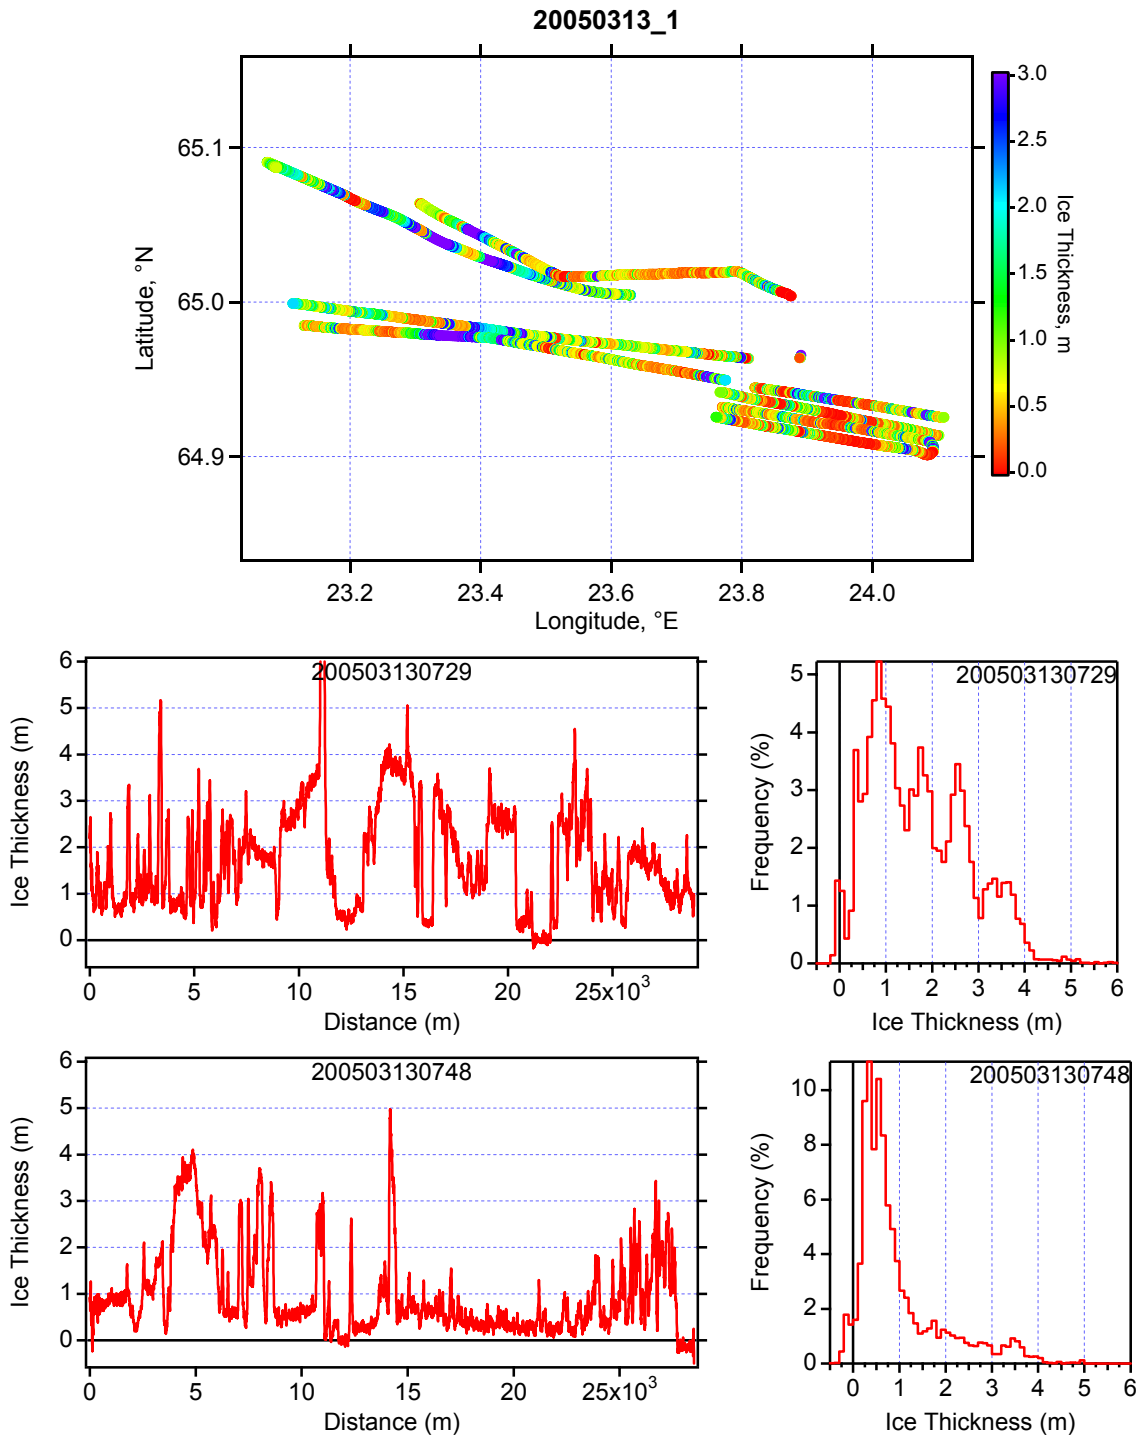 20050313_1
65.1
65.0
64.9
Latitude, °N
23.2 23.4 23.6 23.8 24.0
Longitude, °E
3.0
2.5
2.0
1.5
1.0
0.5
0.0
Ice Thickness, m
200503130729
6
5
4
3
2
1
0
Ice Thickness (m)
0 5 10 15 20 25x10³
Distance (m)
200503130729
5
4
3
2
1
0
Frequency (%)
0 1 2 3 4 5 6
Ice Thickness (m)
200503130748
6
5
4
3
2
1
0
Ice Thickness (m)
0 5 10 15 20 25x10³
Distance (m)
200503130748
10
8
6
4
2
0
Frequency (%)
0 1 2 3 4 5 6
Ice Thickness (m)